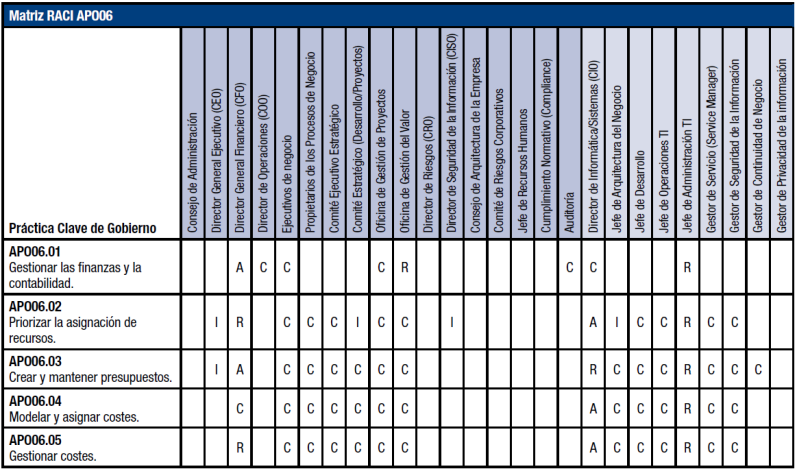 Matriz RACI APO06
Práctica Clave de Gobierno
Consejo de Administración
Director General Ejecutivo (CEO)
Director General Financiero (CFO)
Director de Operaciones (COO)
Ejecutivos de negocio
Propietarios de los Procesos de Negocio
Comité Ejecutivo Estratégico
Comité Estratégico (Desarrollo/Proyectos)
Oficina de Gestión de Proyectos
Oficina de Gestión del Valor
Director de Riesgos (CRO)
Director de Seguridad de la Información (CISO)
Consejo de Arquitectura de la Empresa
Comité de Riesgos Corporativos
Jefe de Recursos Humanos
Cumplimiento Normativo (Compliance)
Auditoría
Director de Informática/Sistemas (CIO)
Jefe de Arquitectura del Negocio
Jefe de Desarrollo
Jefe de Operaciones TI
Jefe de Administración TI
Gestor de Servicio (Service Manager)
Gestor de Seguridad de la Información
Gestor de Continuidad de Negocio
Gestor de Privacidad de la información
APO06.01
Gestionar las finanzas y la
contabilidad.
A C C C R C C R
APO06.02
Priorizar la asignación de
recursos.
I R C C C I C C I A I C C R C C
APO06.03
Crear y mantener presupuestos.
I A C C C C C C R C C C R C C C
APO06.04
Modelar y asignar costes.
C C C C C C C A C C C R C C
APO06.05
Gestionar costes.
R C C C C C C A C C C R C C